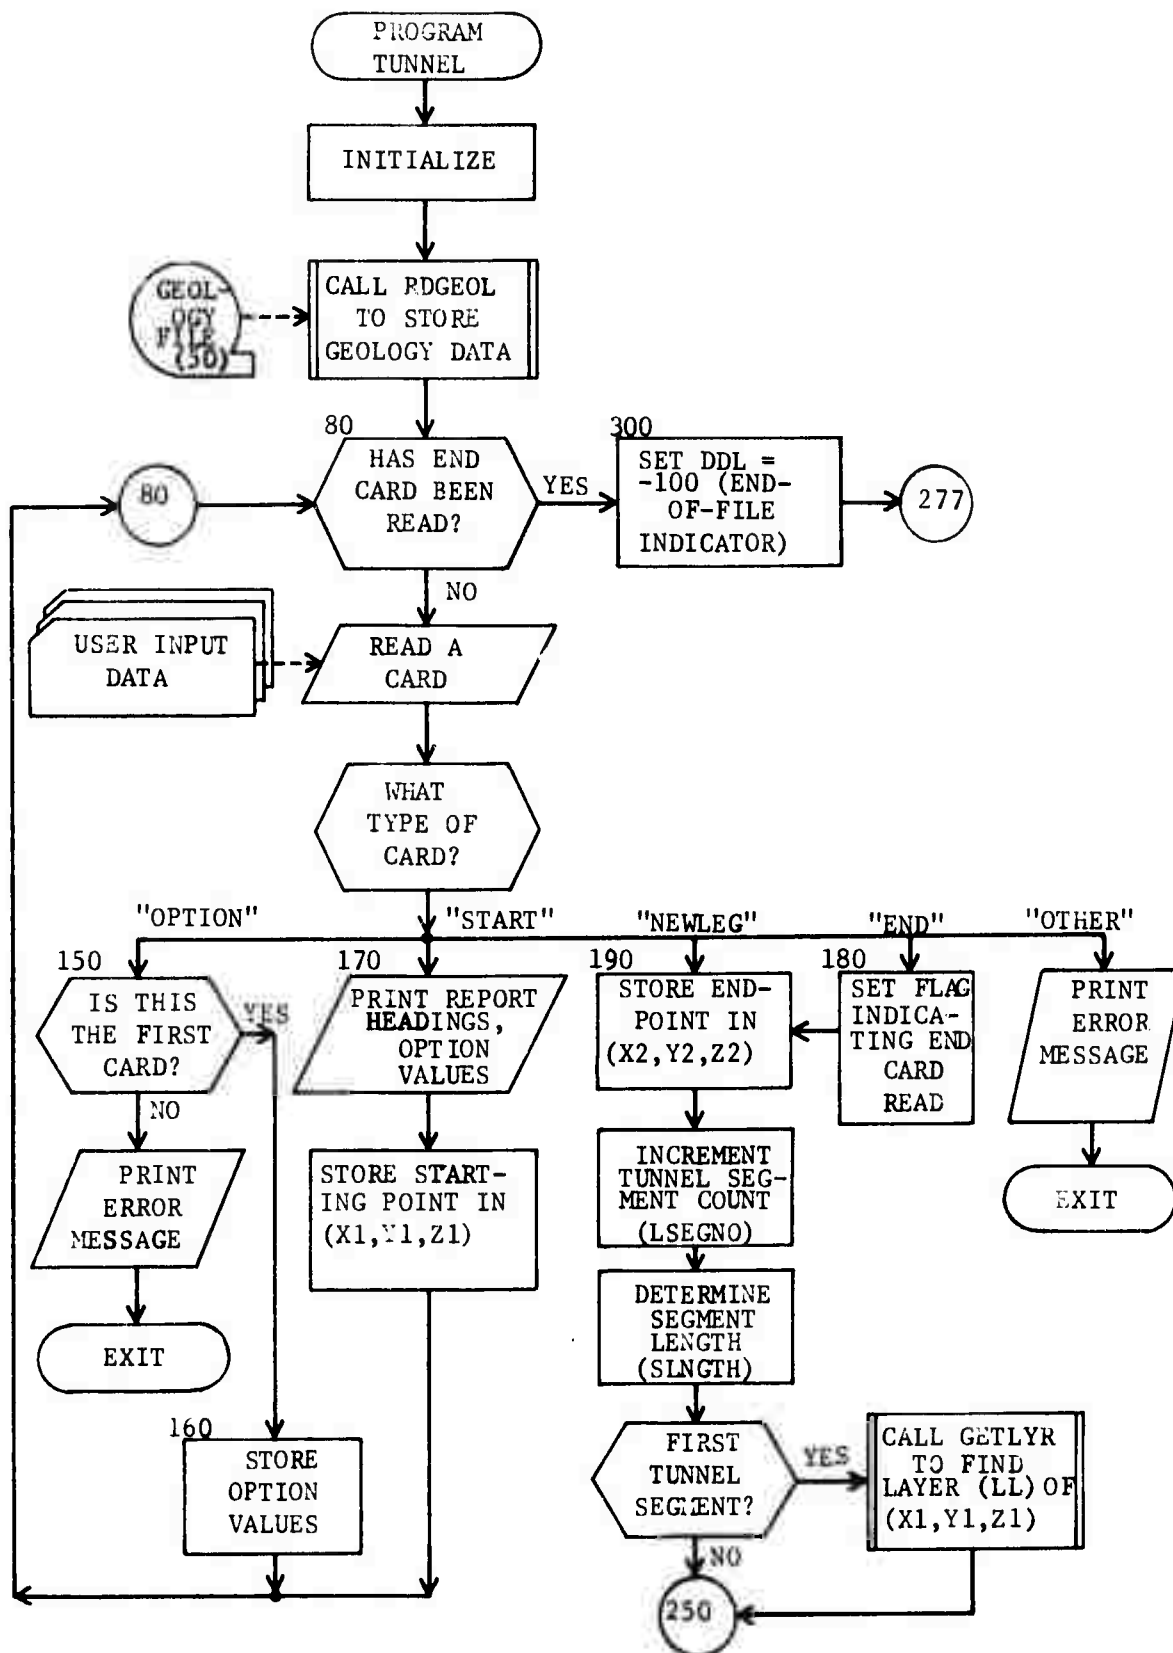 PROGRAM
TUNNEL
INITIALIZE
GEOL-
OGY
FILE
(50)
CALL RDGEOL
TO STORE
GEOLOGY DATA
80
HAS END
CARD BEEN
READ?
YES
300
SET DDL =
-100 (END-
OF-FILE
INDICATOR)
277
80
NO
USER INPUT
DATA
READ A
CARD
WHAT
TYPE OF
CARD?
"OPTION"
"START"
"NEWLEG"
"END"
"OTHER"
150
IS THIS
THE FIRST
CARD?
YES
NO
PRINT
ERROR
MESSAGE
EXIT
160
STORE
OPTION
VALUES
170
PRINT REPORT
HEADINGS,
OPTION
VALUES
STORE START-
ING POINT IN
(X1,Y1,Z1)
190
STORE END-
POINT IN
(X2,Y2,Z2)
INCREMENT
TUNNEL SEG-
MENT COUNT
(LSEGNO)
DETERMINE
SEGMENT
LENGTH
(SLNGTH)
FIRST
TUNNEL
SEGMENT?
YES
NO
CALL GETLYR
TO FIND
LAYER (LL) OF
(X1,Y1,Z1)
250
180
SET FLAG
INDICA-
TING END
CARD
READ
PRINT
ERROR
MESSAGE
EXIT